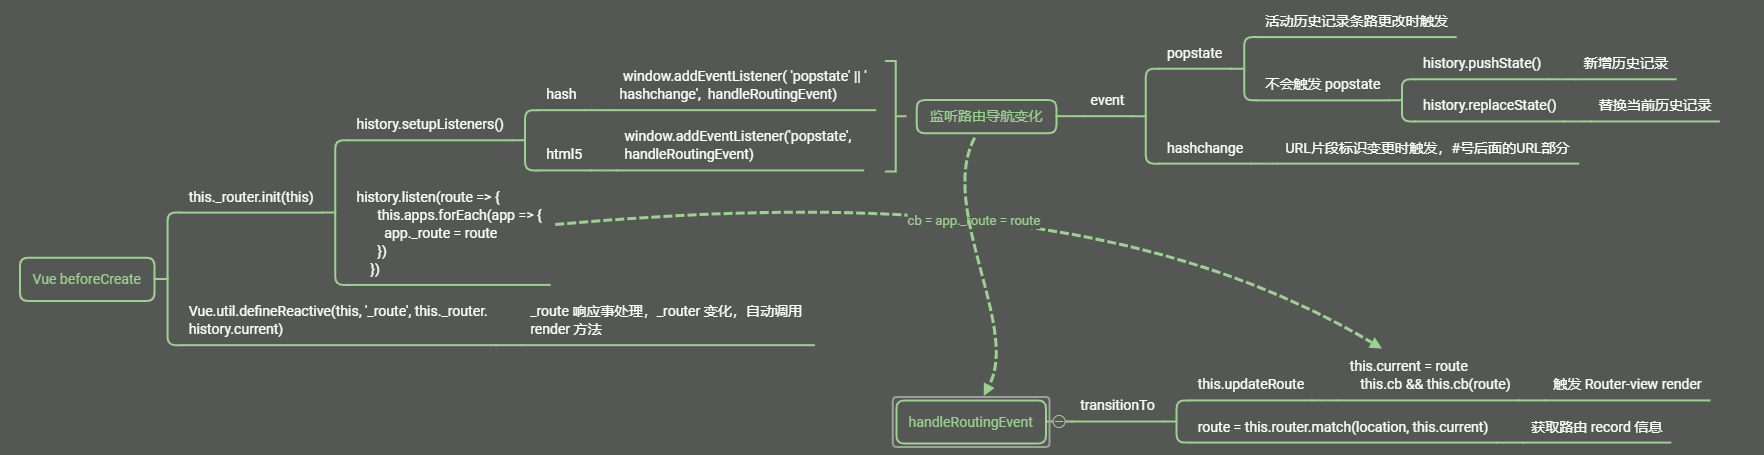 Vue beforeCreate
this._router.init(this)
history.setupListeners()
hash
window.addEventListener( 'popstate' || '
hashchange', handleRoutingEvent)
html5
window.addEventListener('popstate',
handleRoutingEvent)
history.listen(route => {
this.apps.forEach(app => {
app._route = route
})
})
Vue.util.defineReactive(this, '_route', this._router.
history.current)
_route 响应事处理，_router 变化，自动调用
render 方法
监听路由导航变化
event
popstate
活动历史记录条路更改时触发
不会触发 popstate
history.pushState()
新增历史记录
history.replaceState()
替换当前历史记录
hashchange
URL片段标识变更时触发，#号后面的URL部分
cb = app._route = route
handleRoutingEvent
transitionTo
this.updateRoute
this.current = route
this.cb && this.cb(route)
触发 Router-view render
route = this.router.match(location, this.current)
获取路由 record 信息